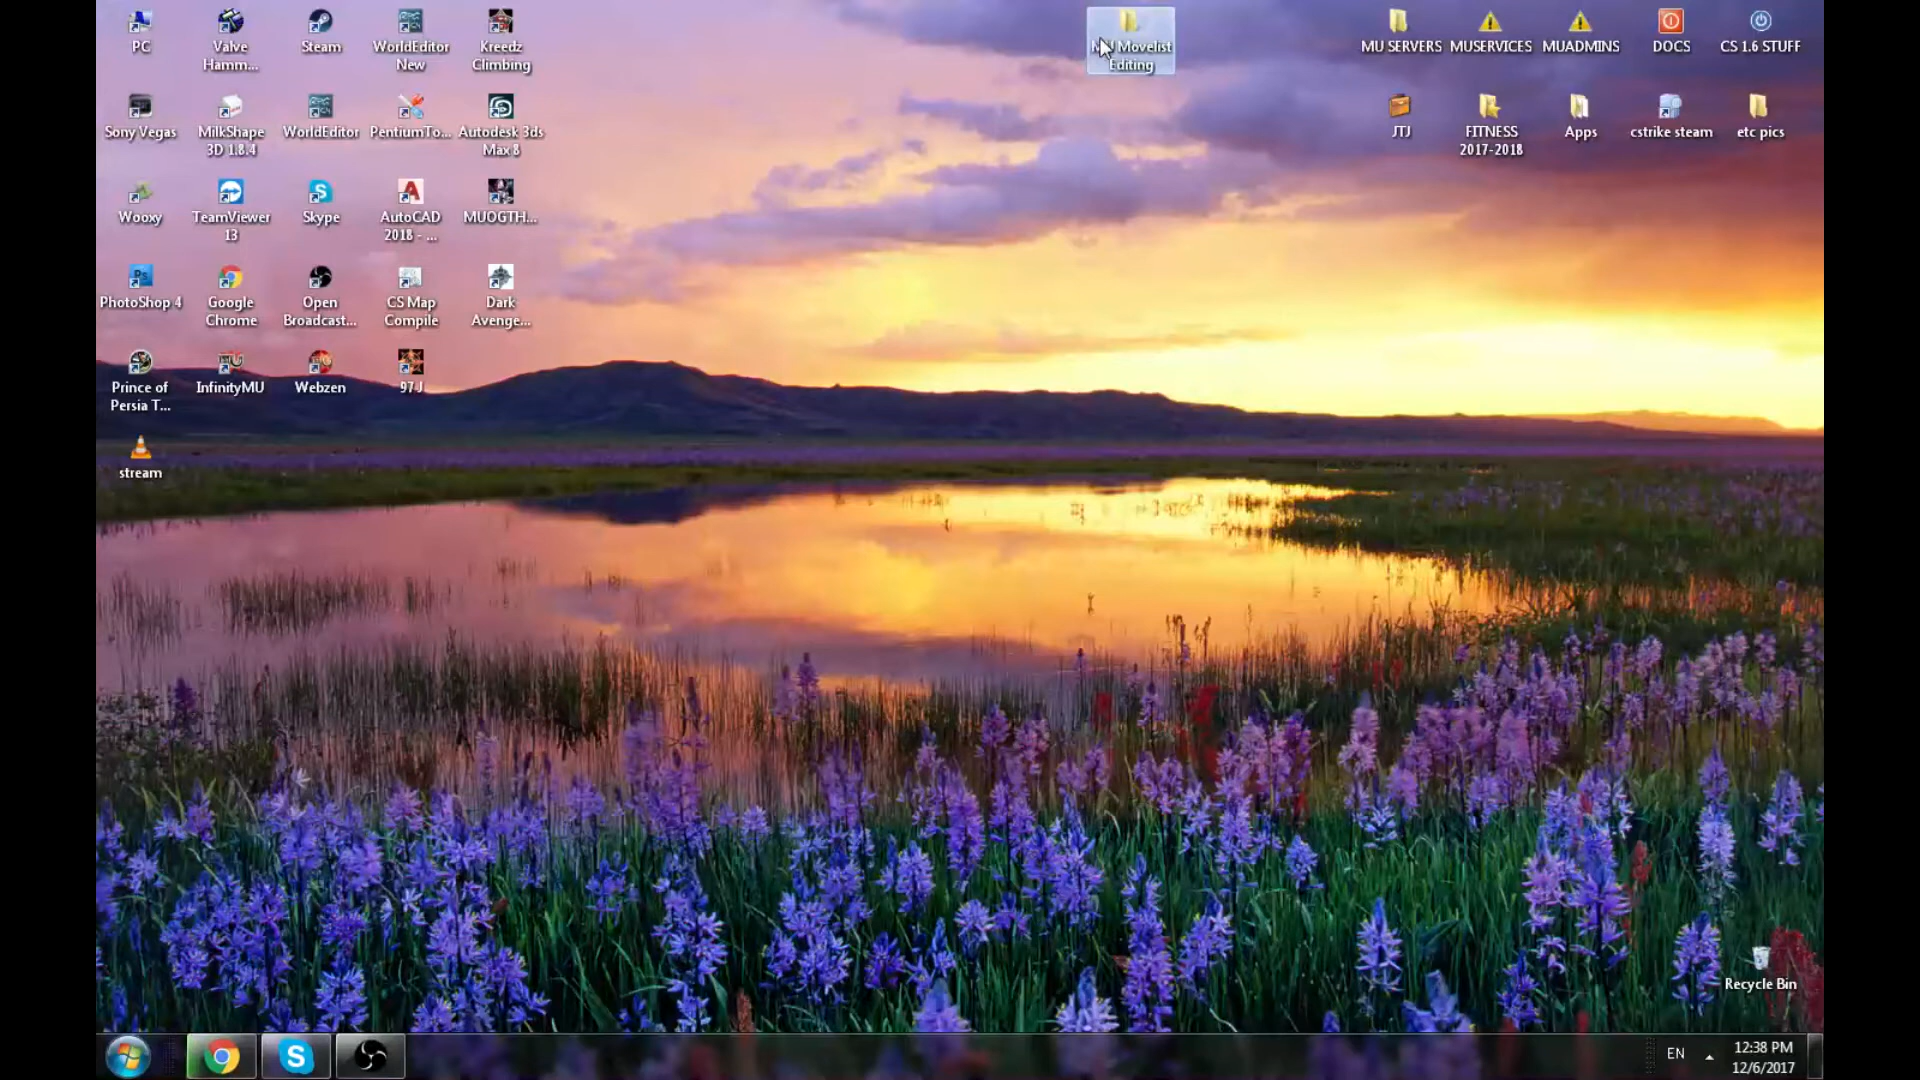 PC
Valve
Hamm...
Steam
WorldEditor
New
Kreedz
Climbing
MU Movelist
Editing
MU SERVERS
MUSERVICES
MUADMINS
DOCS
CS 1.6 STUFF
Sony Vegas
MilkShape
3D 1.8.4
WorldEditor
PentiumTo...
Autodesk 3ds
Max 8
JTJ
FITNESS
2017-2018
Apps
cstrike steam
etc pics
Wooxy
TeamViewer
13
Skype
AutoCAD
2018 - ...
MUOGTH...
PhotoShop 4
Google
Chrome
Open
Broadcast...
CS Map
Compile
Dark
Avenge...
Prince of
Persia T...
InfinityMU
Webzen
97J
stream
Recycle Bin
EN
12:38 PM
12/6/2017